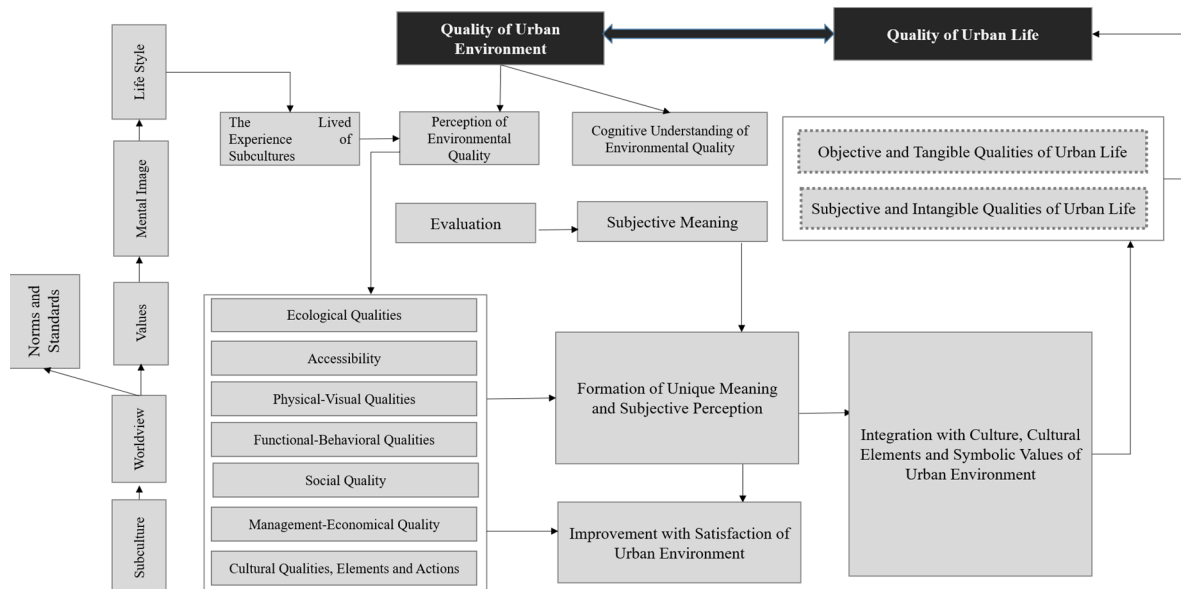 Quality of Urban
Environment
Quality of Urban Life
Life Style
The Lived
Experience of
Subcultures
Perception of
Environmental
Quality
Cognitive Understanding of
Environmental Quality
Objective and Tangible Qualities of Urban Life
Subjective and Intangible Qualities of Urban Life
Mental Image
Evaluation
Subjective Meaning
Norms and
Standards
Values
Ecological Qualities
Accessibility
Physical-Visual Qualities
Functional-Behavioral Qualities
Social Quality
Management-Economical Quality
Cultural Qualities, Elements and Actions
Formation of Unique Meaning
and Subjective Perception
Integration with Culture, Cultural
Elements and Symbolic Values of
Urban Environment
Worldview
Subculture
Improvement with Satisfaction of
Urban Environment